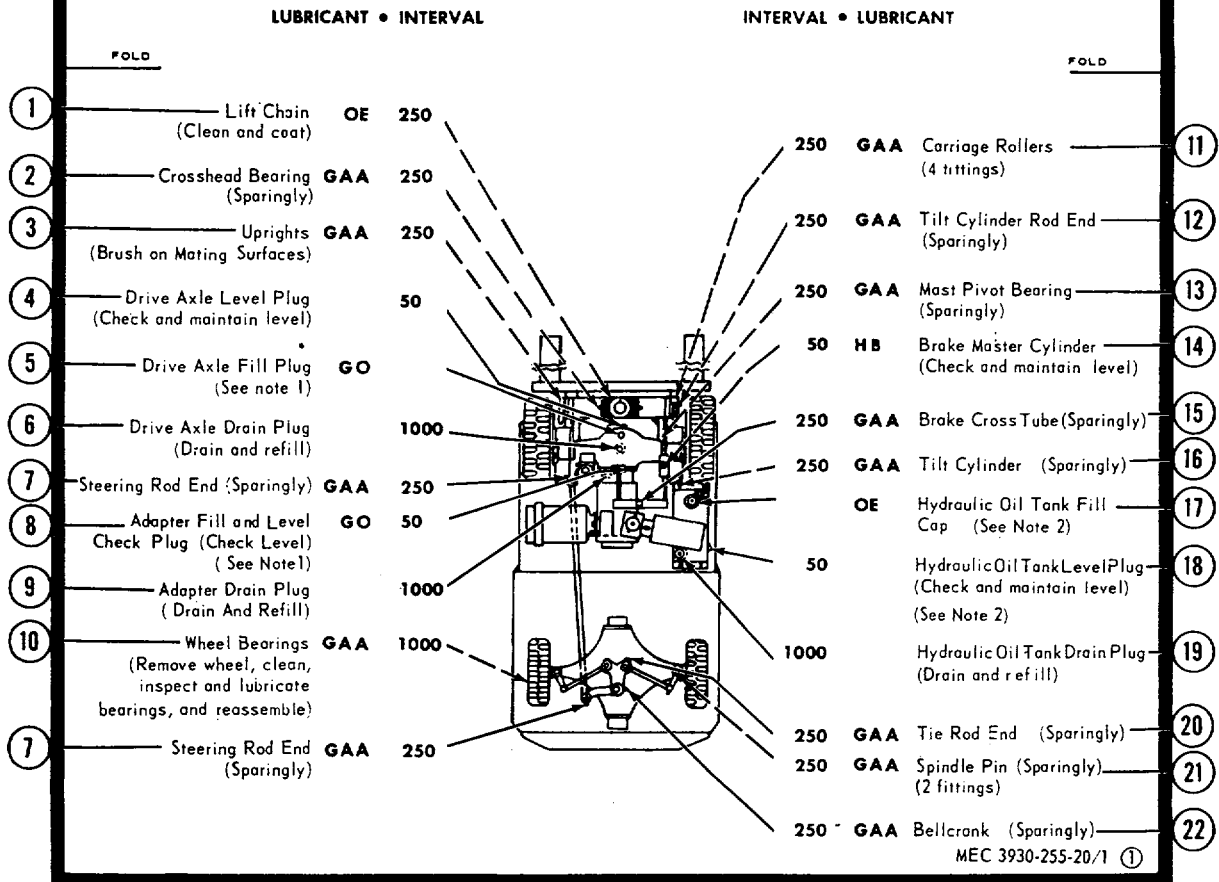 LUBRICANT • INTERVAL
INTERVAL • LUBRICANT
FOLD
FOLD
1 Lift Chain OE 250
(Clean and coat)
2 Crosshead Bearing GAA 250
(Sparingly)
3 Uprights GAA 250
(Brush on Mating Surfaces)
4 Drive Axle Level Plug 50
(Check and maintain level)
5 Drive Axle Fill Plug GO
(See note 1)
6 Drive Axle Drain Plug 1000
(Drain and refill)
7 Steering Rod End (Sparingly) GAA 250
8 Adapter Fill and Level GO 50
Check Plug (Check Level)
( See Note1)
9 Adapter Drain Plug 1000
( Drain And Refill)
10 Wheel Bearings GAA 1000
(Remove wheel, clean,
inspect and lubricate
bearings, and reassemble)
7 Steering Rod End GAA 250
(Sparingly)
250 GAA Carriage Rollers 11
(4 fittings)
250 GAA Tilt Cylinder Rod End 12
(Sparingly)
250 GAA Mast Pivot Bearing 13
(Sparingly)
50 HB Brake Master Cylinder 14
(Check and maintain level)
250 GAA Brake Cross Tube (Sparingly) 15
250 GAA Tilt Cylinder (Sparingly) 16
OE Hydraulic Oil Tank Fill 17
Cap (See Note 2)
50 Hydraulic Oil Tank Level Plug 18
(Check and maintain level)
(See Note 2)
1000 Hydraulic Oil Tank Drain Plug 19
(Drain and refill)
250 GAA Tie Rod End (Sparingly) 20
250 GAA Spindle Pin (Sparingly) 21
(2 fittings)
250 GAA Bellcrank (Sparingly) 22
MEC 3930-255-20/1 ①